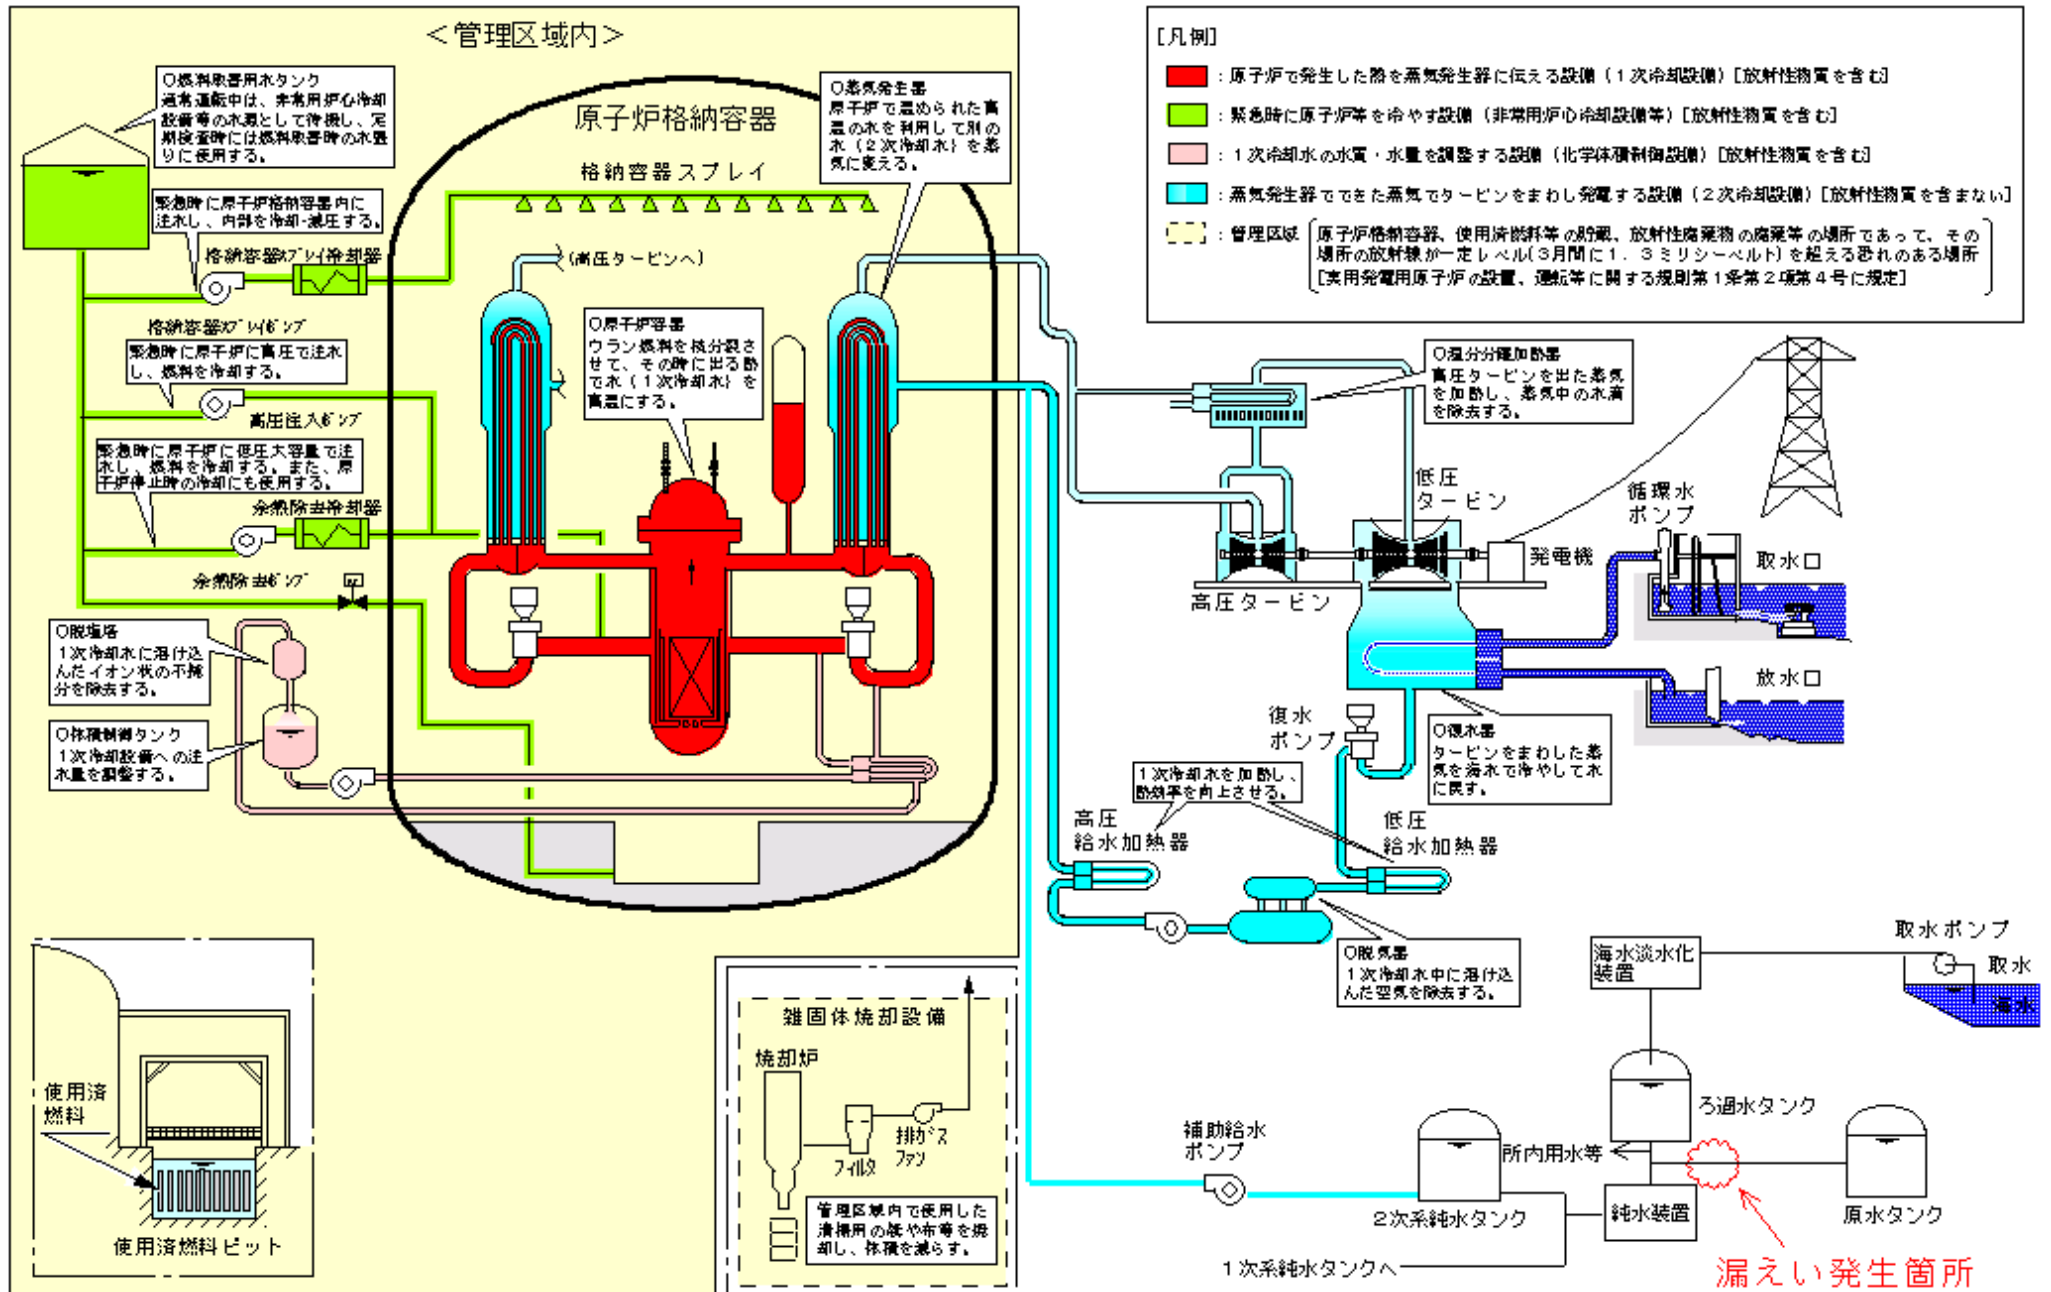 ＜管理区域内＞
○燃料取替用水タンク
通常運転中は、非常用炉心冷却
設備等の水源として待機し、定
期検査時には燃料取替時の水張
りに使用する。
緊急時に原子炉格納容器内に
注水し、内部を冷却・減圧する。
格納容器ｽﾌﾟﾚｲ冷却器
格納容器ｽﾌﾟﾚｲﾎﾟﾝﾌﾟ
緊急時に原子炉に高圧で注水
し、燃料を冷却する。
高圧注入ﾎﾟﾝﾌﾟ
緊急時に原子炉に低圧大容量で注
水し、燃料を冷却する。また、原
子炉停止時の冷却にも使用する。
余熱除去冷却器
余熱除去ﾎﾟﾝﾌﾟ
○脱塩塔
１次冷却水に溶け込
んだイオン状の不純
分を除去する。
○体積制御タンク
１次冷却設備への注
水量を調整する。
原子炉格納容器
格納容器スプレイ
(高圧タービンへ)
○蒸気発生器
原子炉で温められた高
温の水を利用して別の
水（２次冷却水）を蒸
気に変える。
○原子炉容器
ウラン燃料を核分裂さ
せて、その時に出る熱
で水（１次冷却水）を
高温にする。
[凡例]
：原子炉で発生した熱を蒸気発生器に伝える設備（１次冷却設備）[放射性物質を含む]
：緊急時に原子炉等を冷やす設備（非常用炉心冷却設備等）[放射性物質を含む]
：１次冷却水の水質・水量を調整する設備（化学体積制御設備）[放射性物質を含む]
：蒸気発生器でできた蒸気でタービンをまわし発電する設備（２次冷却設備）[放射性物質を含まない]
：管理区域
原子炉格納容器、使用済燃料等の貯蔵、放射性廃棄物の廃棄等の場所であって、その
場所の放射線が一定レベル(３月間に１．３ミリシーベルト)を超える恐れのある場所
[実用発電用原子炉の設置、運転等に関する規則第１条第２項第４号に規定]
○湿分分離加熱器
高圧タービンを出た蒸気
を加熱し、蒸気中の水滴
を除去する。
低圧
タービン
循環水
ポンプ
発電機
取水口
高圧タービン
放水口
復水
ポンプ
○復水器
タービンをまわした蒸
気を海水で冷やして水
に戻す。
１次冷却水を加熱し、
熱効率を向上させる。
高圧
給水加熱器
低圧
給水加熱器
○脱気器
１次冷却水中に溶け込
んだ空気を除去する。
海水淡水化
装置
取水ポンプ
取水
海水
使用済
燃料
使用済燃料ピット
雑固体焼却設備
焼却炉
フィルタ
排ガス
ファン
管理区域内で使用した
清掃用の紙や布等を焼
却し、体積を減らす。
補助給水
ポンプ
ろ過水タンク
所内用水等
2次系純水タンク
純水装置
原水タンク
1次系純水タンクへ
漏えい発生箇所